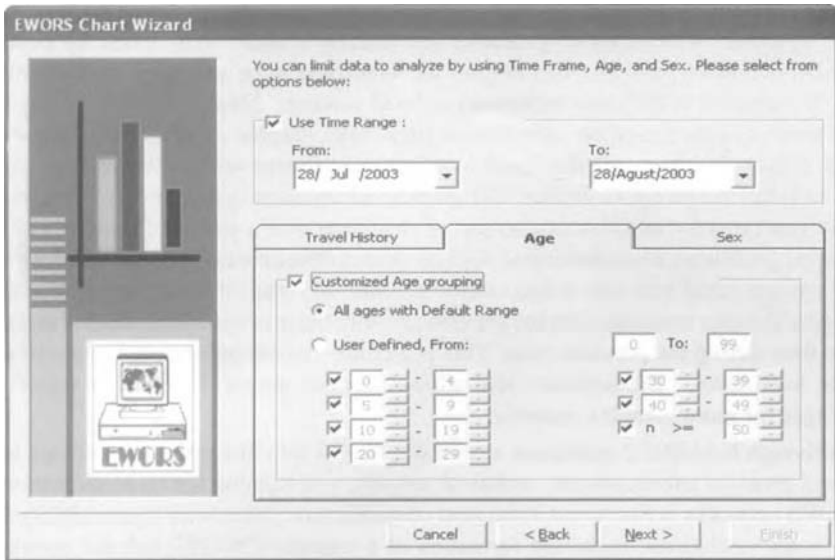 EWORS Chart Wizard
You can limit data to analyze by using Time Frame, Age, and Sex. Please select from
options below:
Use Time Range :
From:
To:
28/ Jul /2003
28/Agust/2003
Travel History
Age
Sex
Customized Age grouping
All ages with Default Range
User Defined, From:
0 To: 99
0 - 4
30 - 39
5 - 9
40 - 49
10 - 19
n >= 50
20 - 29
EWORS
Cancel
< Back
Next >
Finish